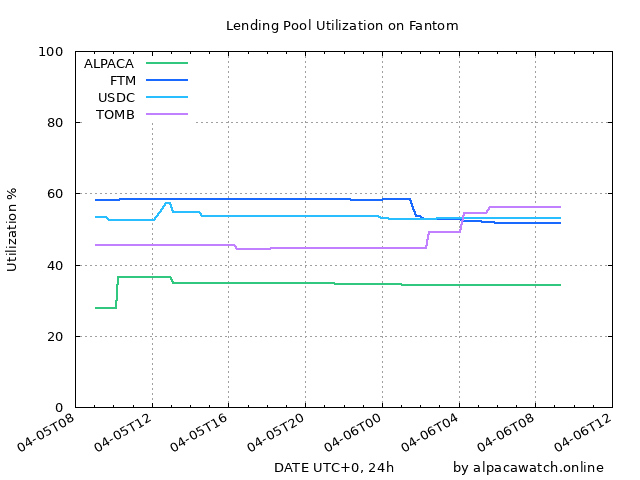 Lending Pool Utilization on Fantom
100
80
60
40
20
0
Utilization %
ALPACA
FTM
USDC
TOMB
04-05T08
04-05T12
04-05T16
04-05T20
04-06T00
04-06T04
04-06T08
04-06T12
DATE UTC+0, 24h
by alpacawatch.online